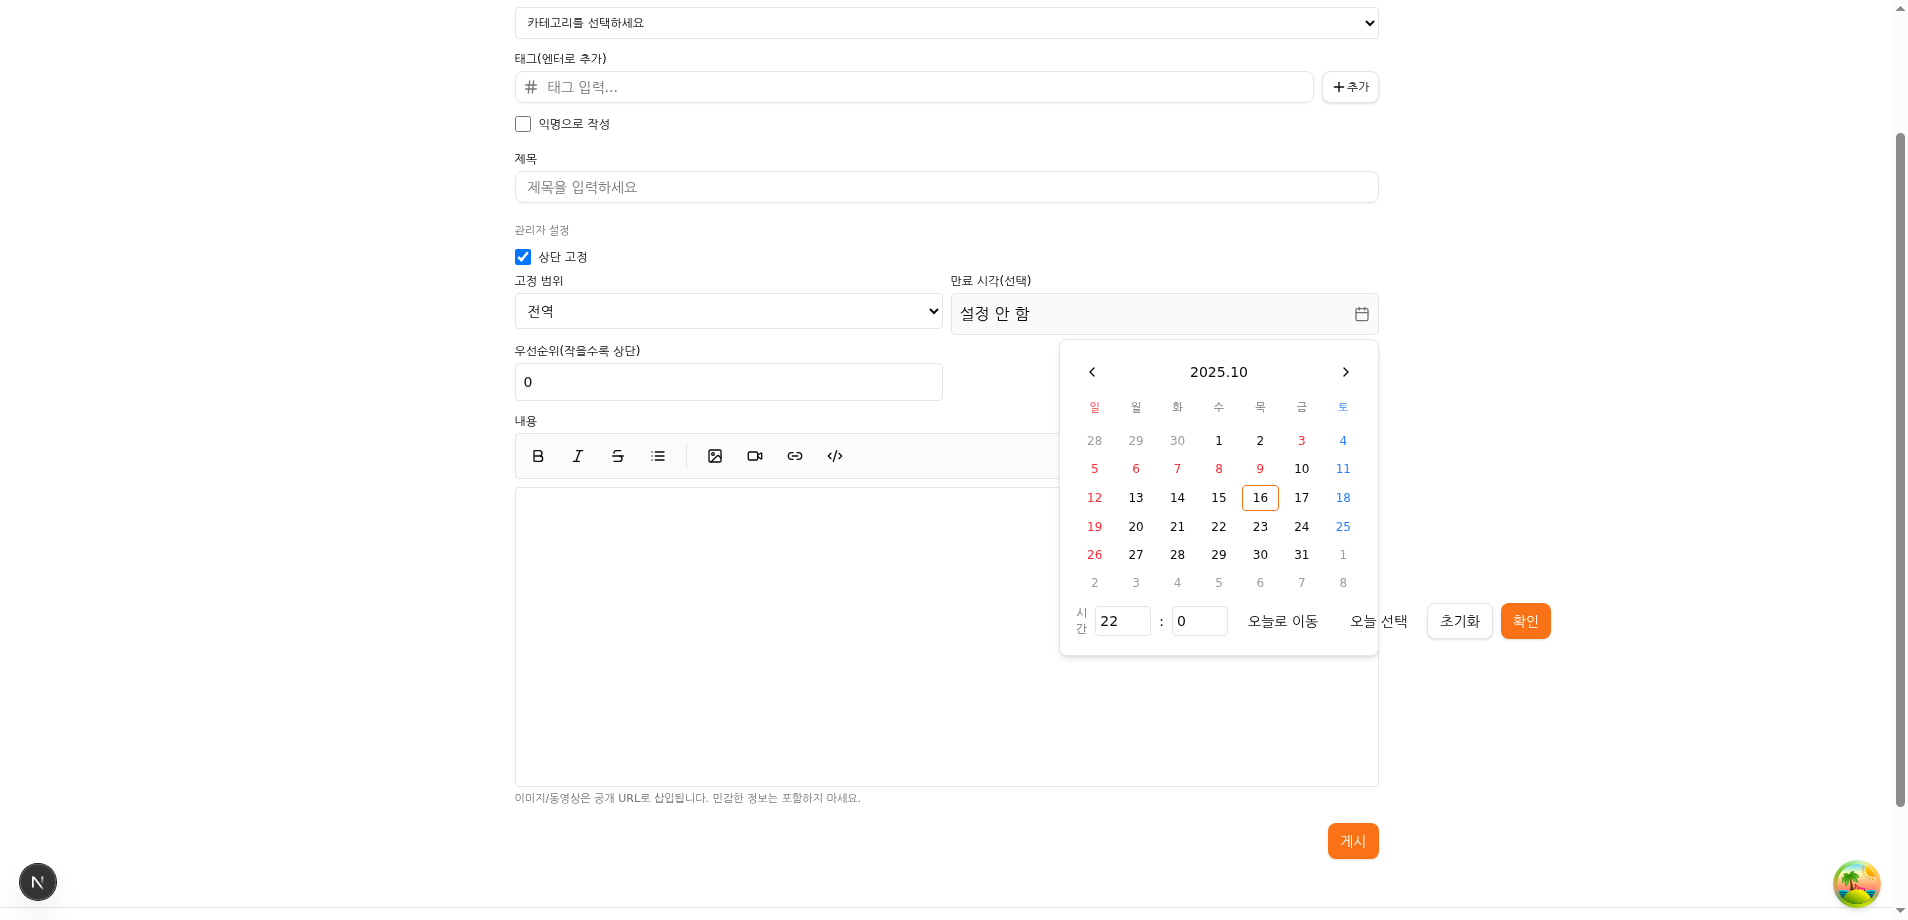 카테고리를 선택하세요
태그(엔터로 추가)
# 태그 입력...
+ 추가
익명으로 작성
제목
제목을 입력하세요
관리자 설정
상단 고정
고정 범위
만료 시각(선택)
전역
설정 안 함
우선순위(작을수록 상단)
0
2025.10
일 월 화 수 목 금 토
28 29 30 1 2 3 4
5 6 7 8 9 10 11
12 13 14 15 16 17 18
19 20 21 22 23 24 25
26 27 28 29 30 31 1
2 3 4 5 6 7 8
시간 22 : 0 오늘로 이동 오늘 선택 초기화 확인
내용
B I S </>
이미지/동영상은 공개 URL로 삽입됩니다. 민감한 정보는 포함하지 마세요.
게시
N